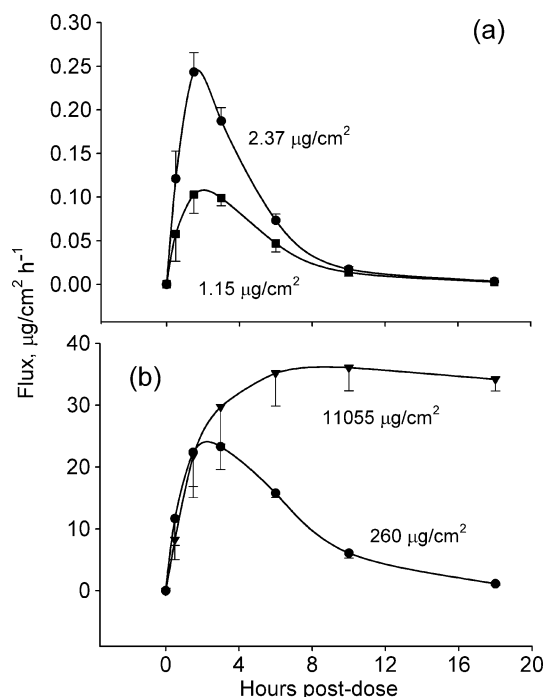 (a)
0.30
0.25
0.20
0.15
0.10
0.05
0.00
2.37 µg/cm²
1.15 µg/cm²
Flux, µg/cm² h⁻¹
(b)
40
30
20
10
0
11055 µg/cm²
260 µg/cm²
0 4 8 12 16 20
Hours post-dose